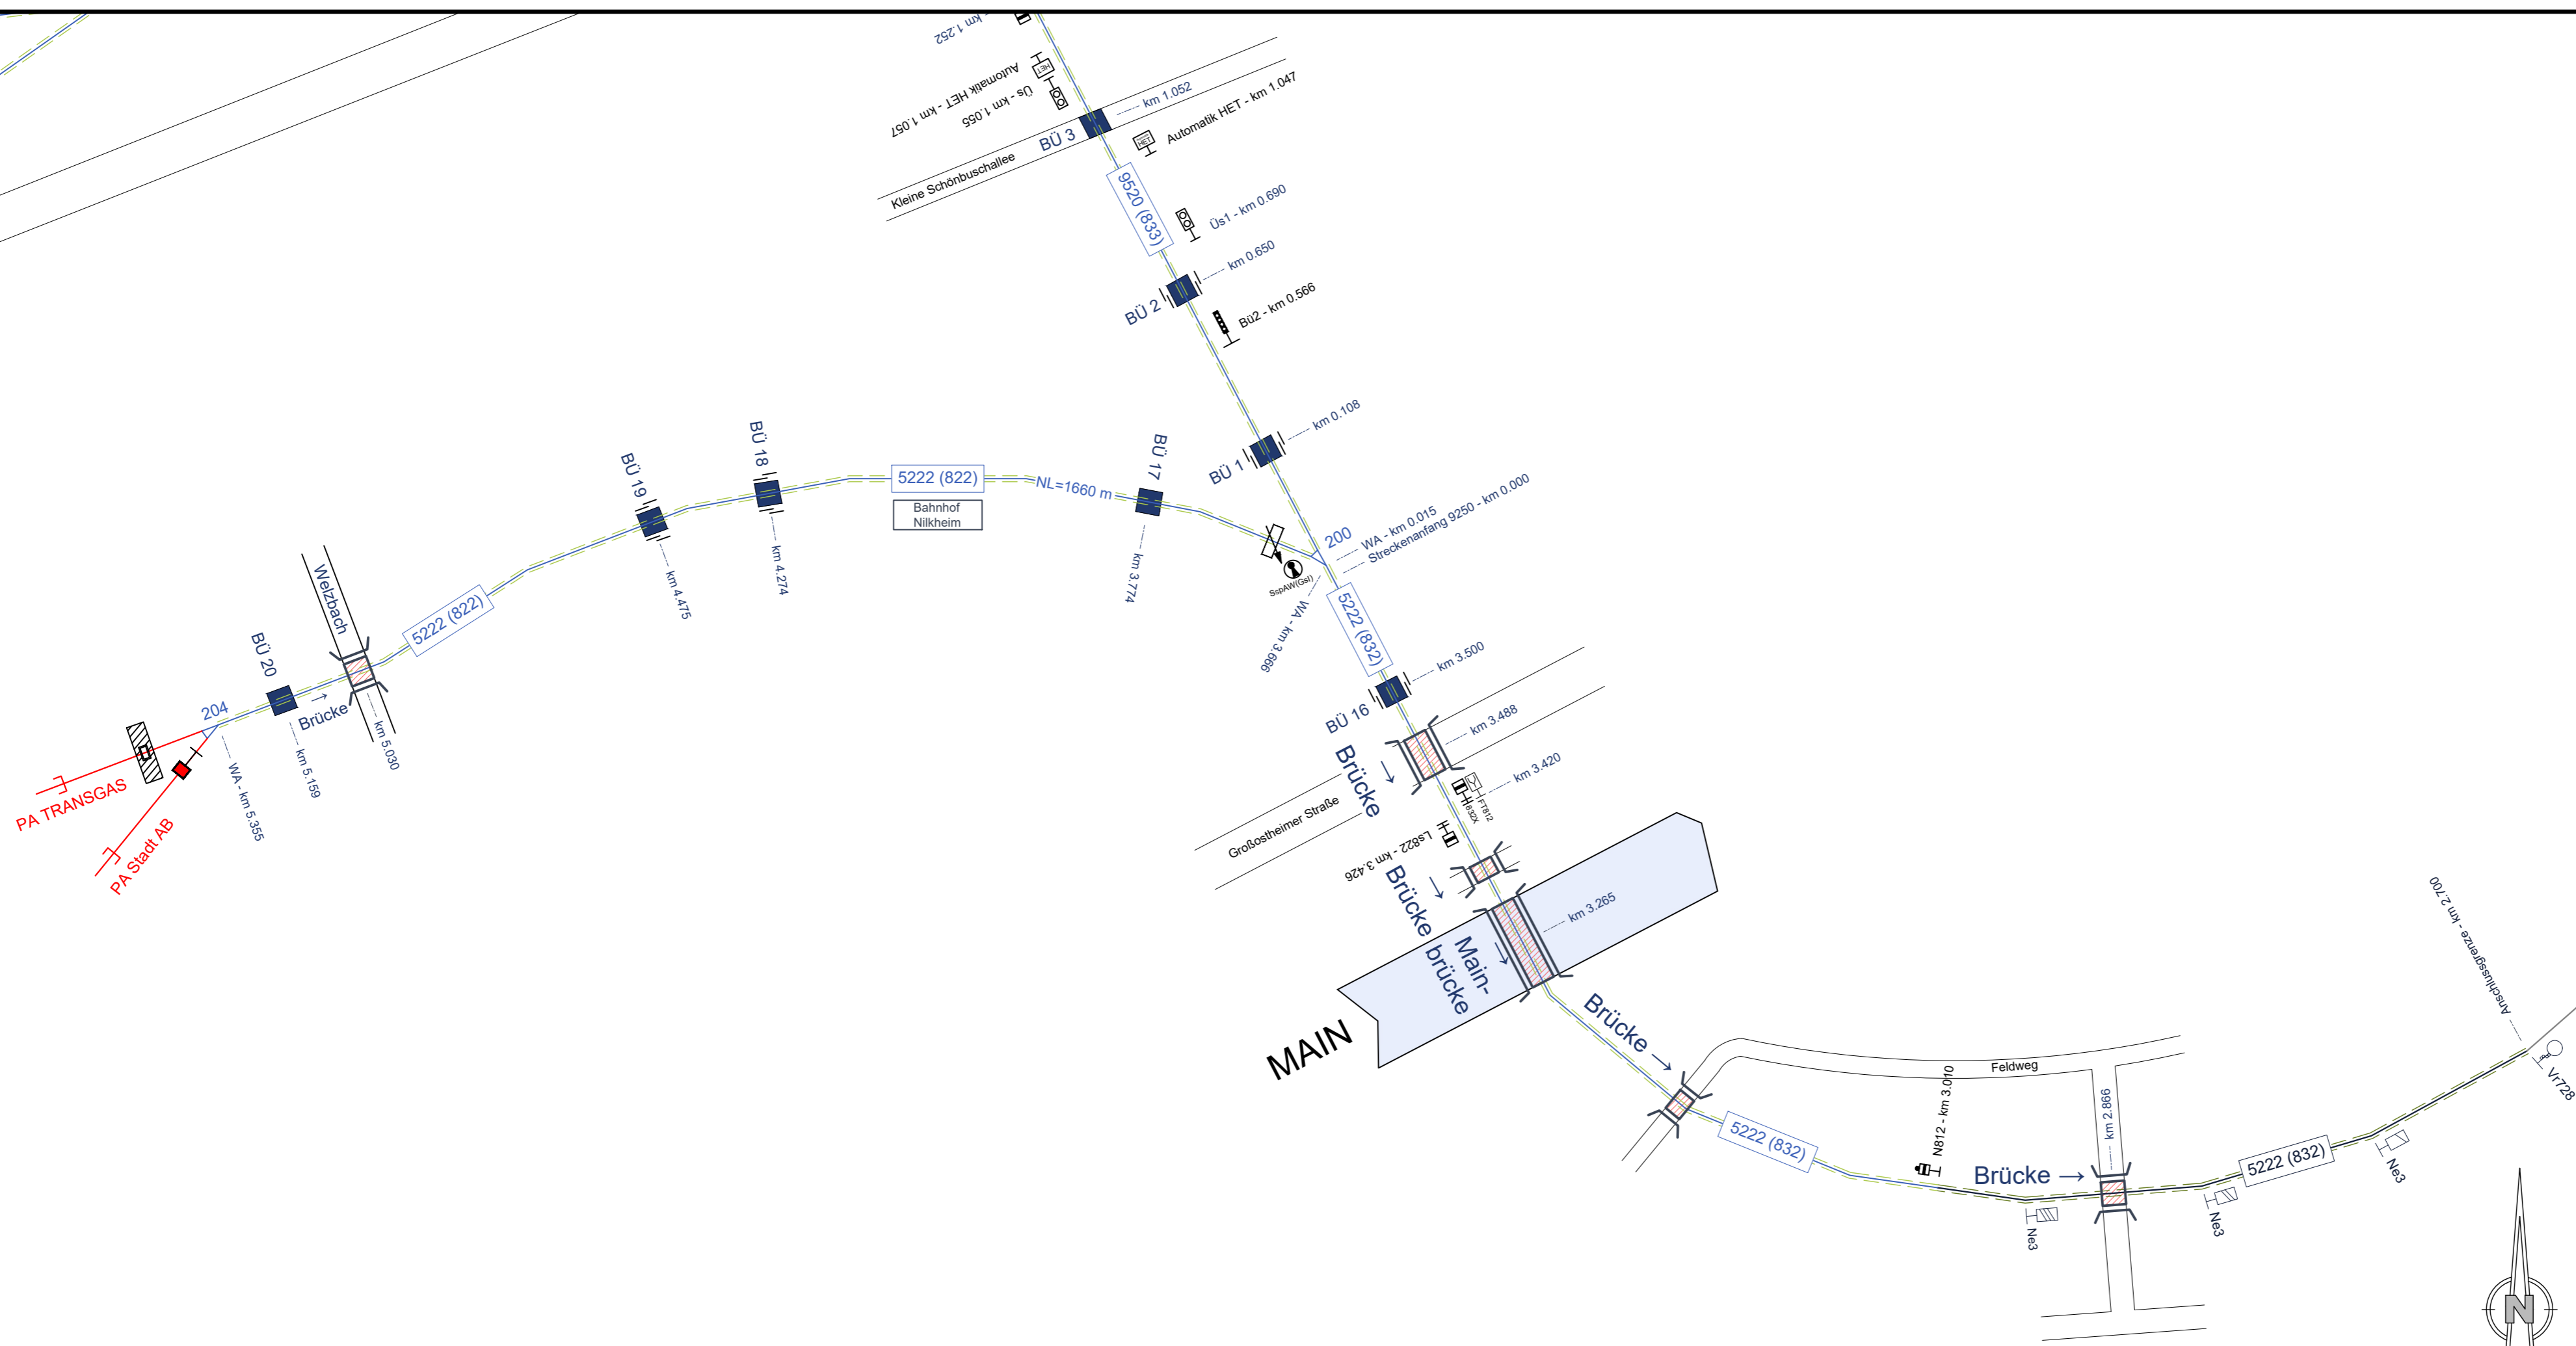 km 1.252
Automatik HET - km 1.057
Üs - km 1.055
HET
km 1.052
BÜ 3
Kleine Schönbuschallee
HET
Automatik HET - km 1.047
9520 (833)
Üs1 - km 0.690
km 0.650
BÜ 2
Bü2 - km 0.566
km 0.108
BÜ 1
BÜ 17
BÜ 18
BÜ 19
5222 (822)
Bahnhof
Nilkheim
NL=1660 m
km 3.774
km 4.274
km 4.475
200
WA - km 0.015
Streckenanfang 9250 - km 0.000
SspAW(Gsl)
WA - km 3.666
5222 (832)
Welzbach
5222 (822)
BÜ 20
Brücke
204
km 5.030
km 5.159
WA - km 5.355
PA TRANSGAS
PA Stadt AB
km 3.500
BÜ 16
km 3.488
Brücke
Großostheimer Straße
km 3.420
FT812
832X
Ls822 - km 3.426
Brücke
km 3.265
Main-
brücke
MAIN
Brücke
Feldweg
5222 (832)
N812 - km 3.010
km 2.866
Brücke
Ne3
Ne3
5222 (832)
Ne3
Anschlussgrenze - km 2.700
Vr728
N